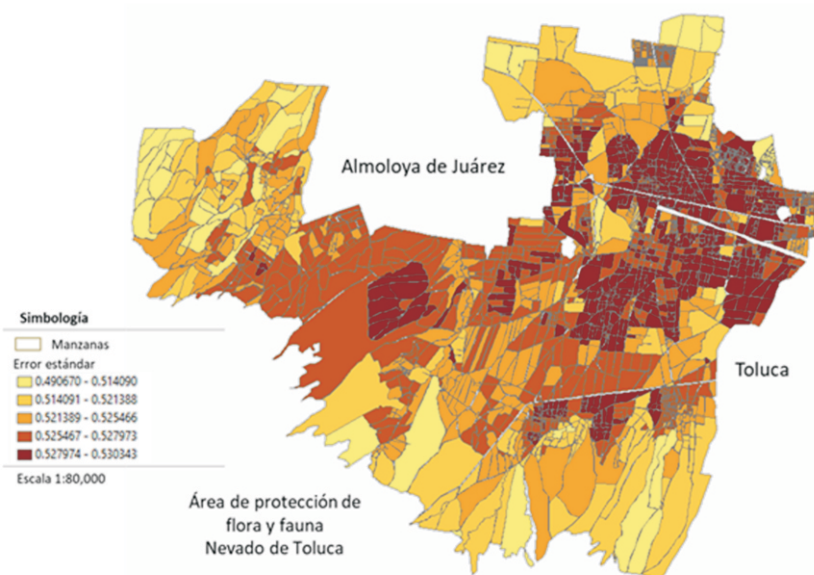 Almoloya de Juárez
Simbología
Manzanas
Error estándar
0.490670 - 0.514090
0.514091 - 0.521388
0.521389 - 0.525466
0.525467 - 0.527973
0.527974 - 0.530343
Escala 1:80,000
Toluca
Área de protección de
flora y fauna
Nevado de Toluca